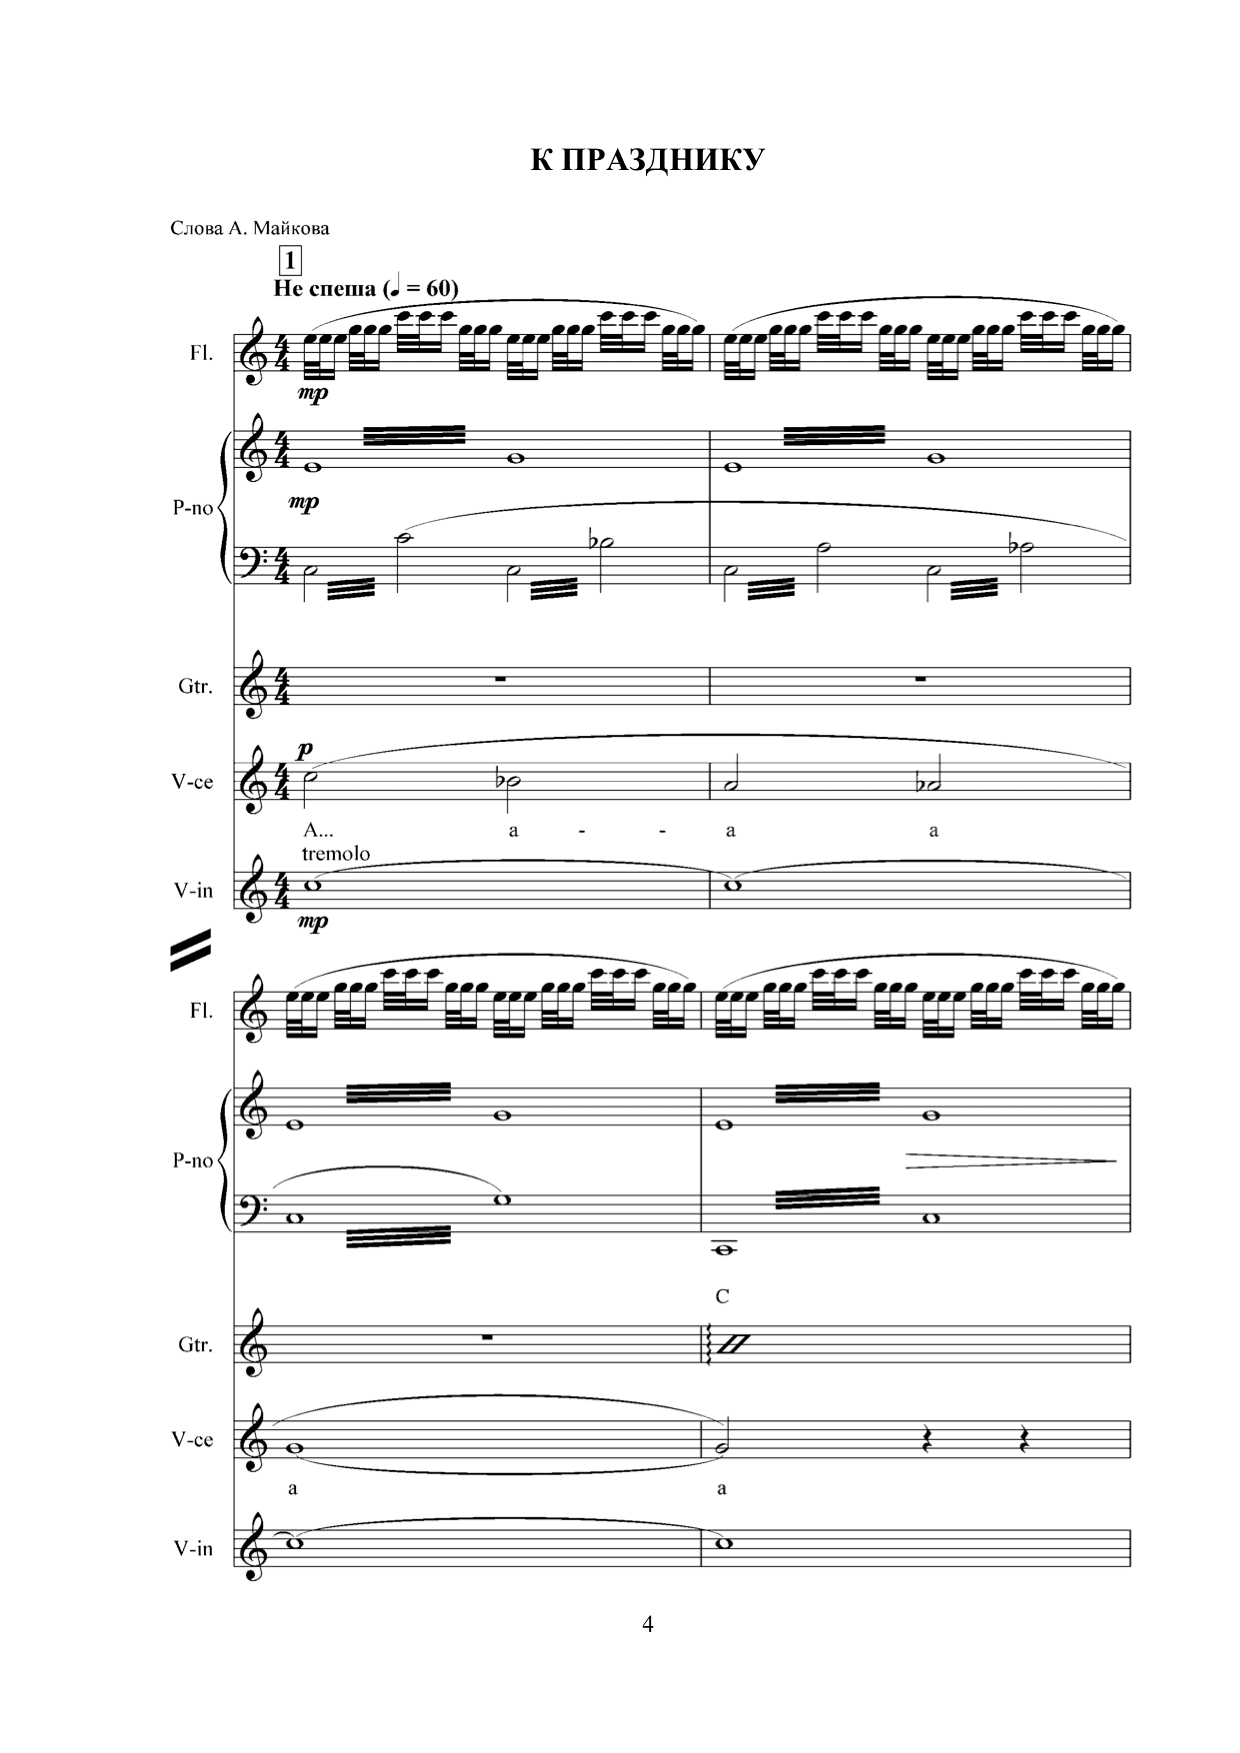 К ПРАЗДНИКУ
Слова А. Майкова
1
Не спеша (♩ = 60)
Fl.
mp
P-no
mp
Gtr.
p
V-ce
A... a - - a a
tremolo
V-in
mp
Fl.
P-no
C
Gtr.
V-ce
a a
V-in
4